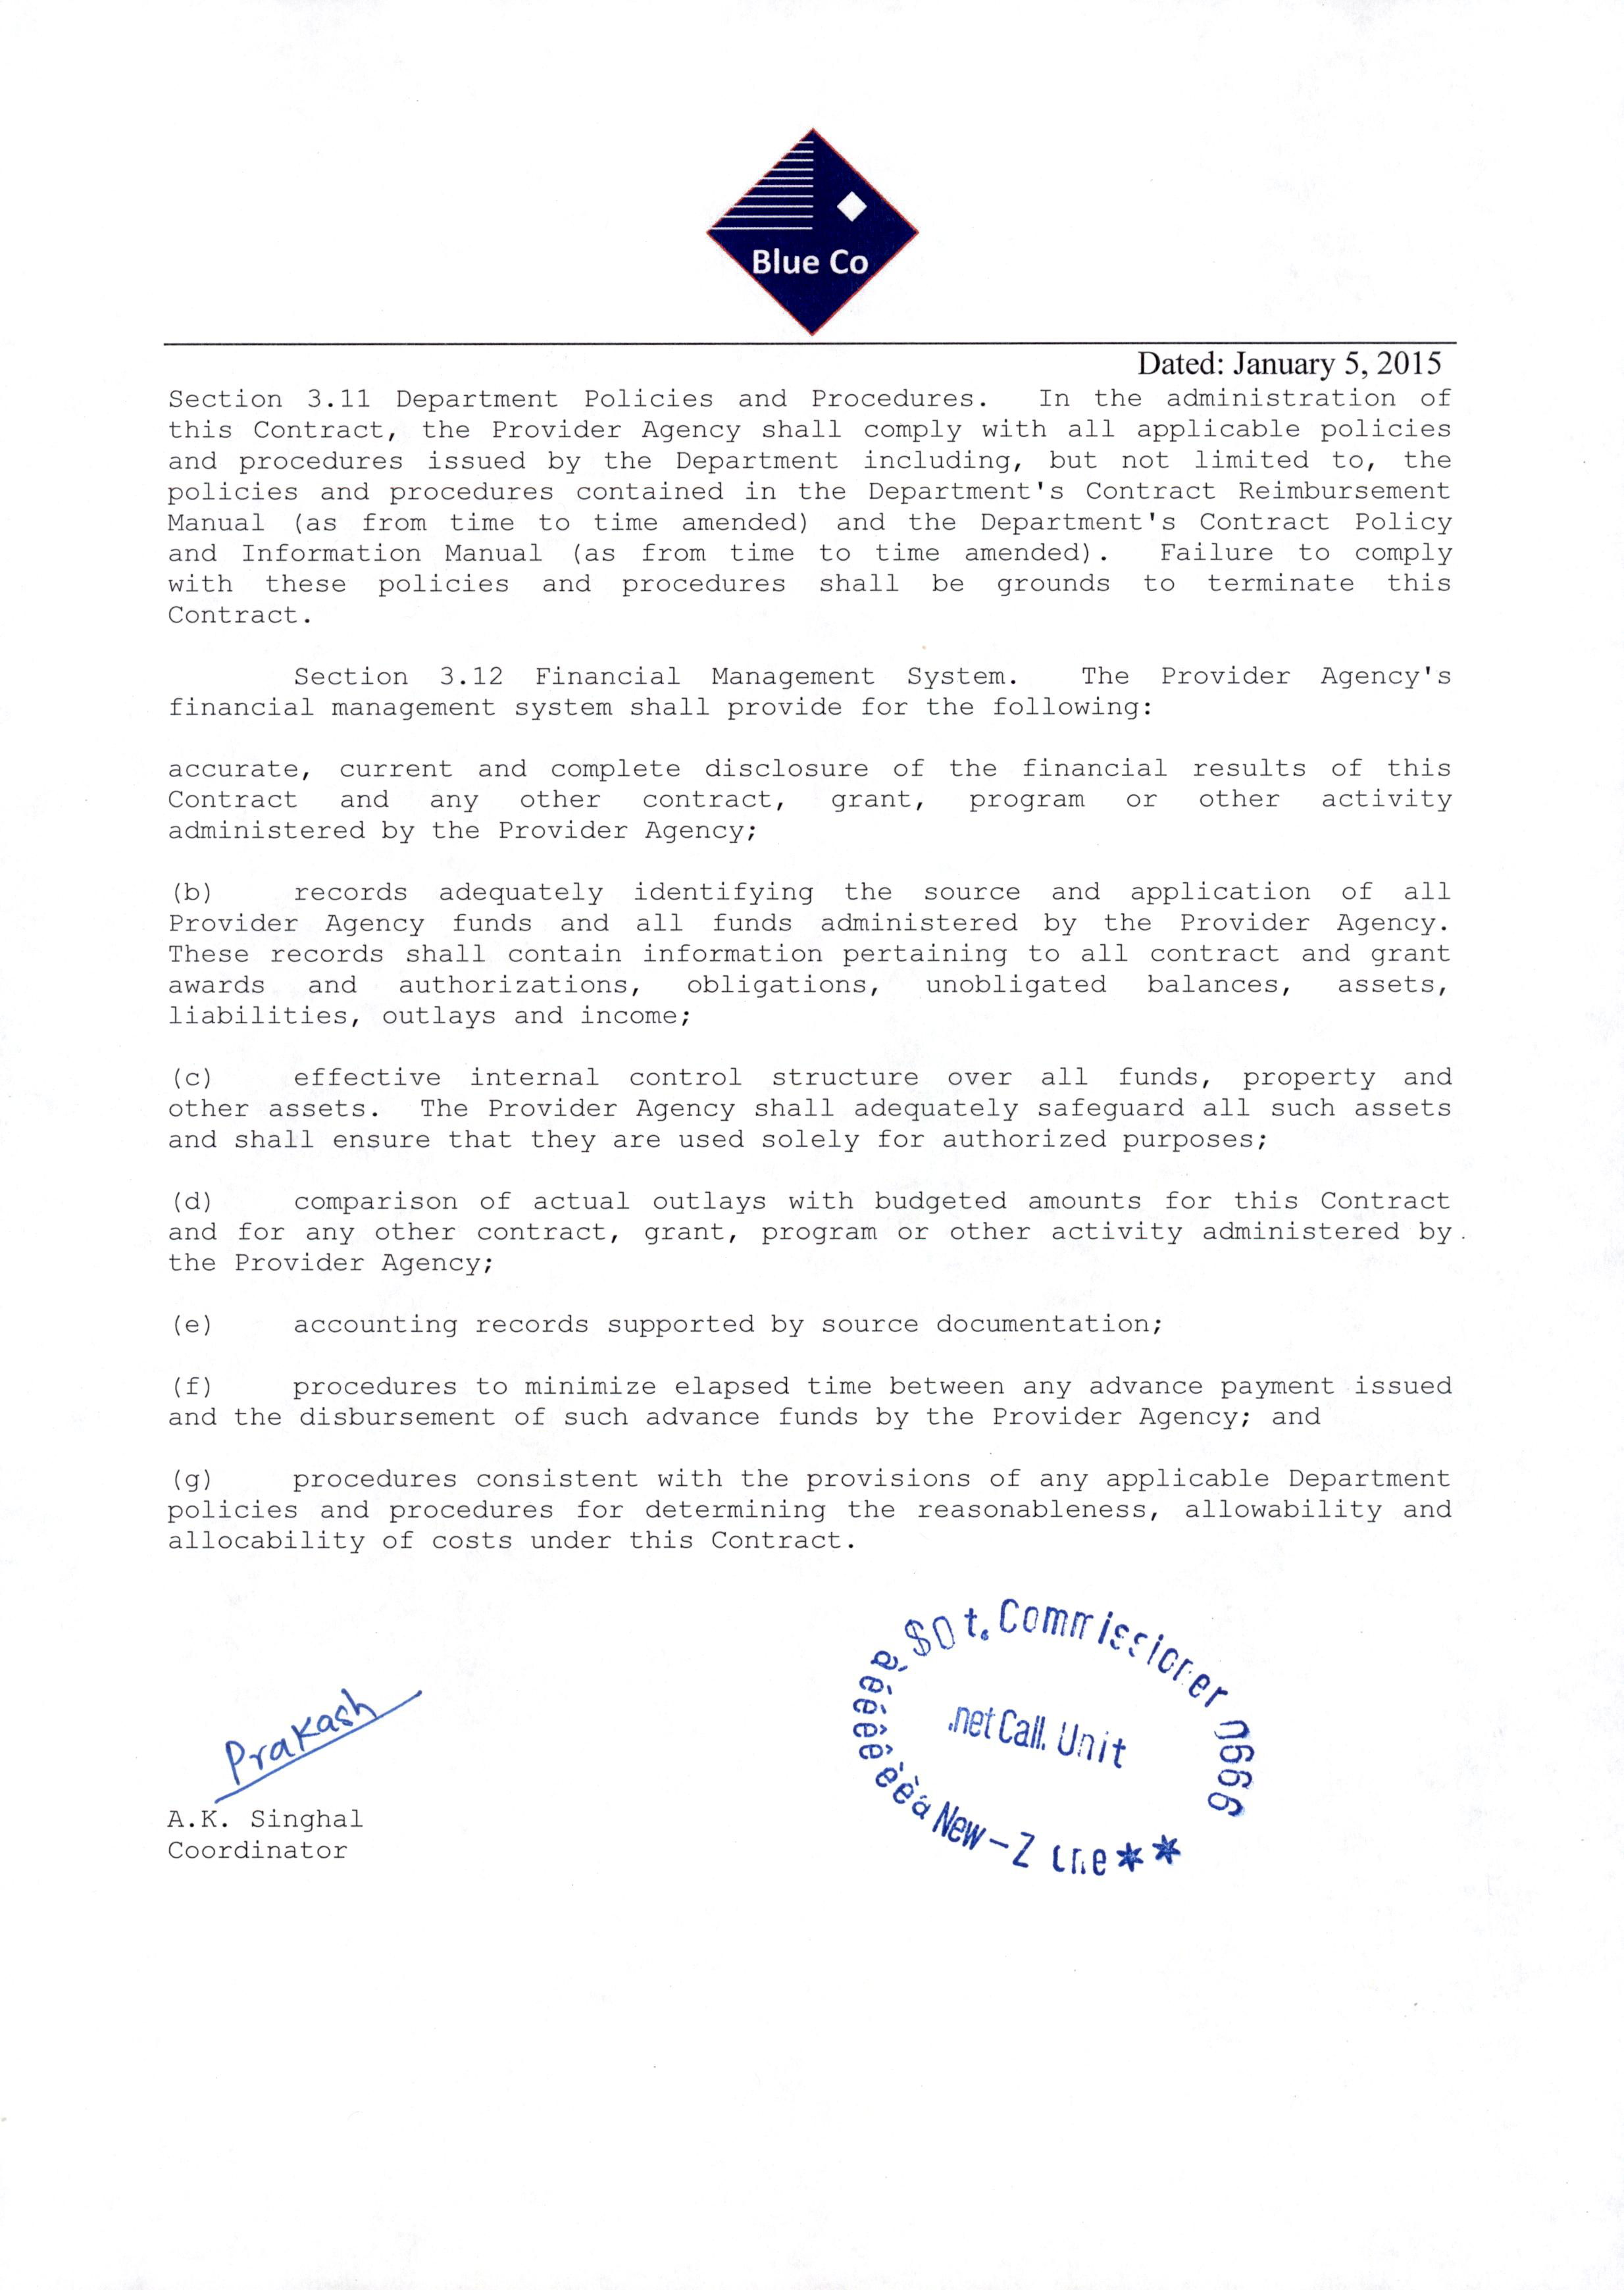 Blue Co
Dated: January 5, 2015
Section 3.11 Department Policies and Procedures. In the administration of
this Contract, the Provider Agency shall comply with all applicable policies
and procedures issued by the Department including, but not limited to, the
policies and procedures contained in the Department's Contract Reimbursement
Manual (as from time to time amended) and the Department's Contract Policy
and Information Manual (as from time to time amended). Failure to comply
with these policies and procedures shall be grounds to terminate this
Contract.
Section 3.12 Financial Management System. The Provider Agency's
financial management system shall provide for the following:
accurate, current and complete disclosure of the financial results of this
Contract and any other contract, grant, program or other activity
administered by the Provider Agency;
(b) records adequately identifying the source and application of all
Provider Agency funds and all funds administered by the Provider Agency.
These records shall contain information pertaining to all contract and grant
awards and authorizations, obligations, unobligated balances, assets,
liabilities, outlays and income;
(c) effective internal control structure over all funds, property and
other assets. The Provider Agency shall adequately safeguard all such assets
and shall ensure that they are used solely for authorized purposes;
(d) comparison of actual outlays with budgeted amounts for this Contract
and for any other contract, grant, program or other activity administered by
the Provider Agency;
(e) accounting records supported by source documentation;
(f) procedures to minimize elapsed time between any advance payment issued
and the disbursement of such advance funds by the Provider Agency; and
(g) procedures consistent with the provisions of any applicable Department
policies and procedures for determining the reasonableness, allowability and
allocability of costs under this Contract.
Prakash
A.K. Singhal
Coordinator
.net Call. Unit
New-Z